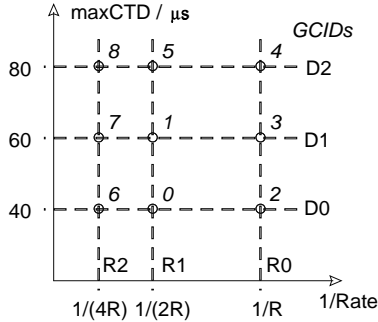 maxCTD / µs
GCIDs
80
8
5
4
D2
60
7
1
3
D1
40
6
0
2
D0
R2
R1
R0
1/(4R)
1/(2R)
1/R
1/Rate